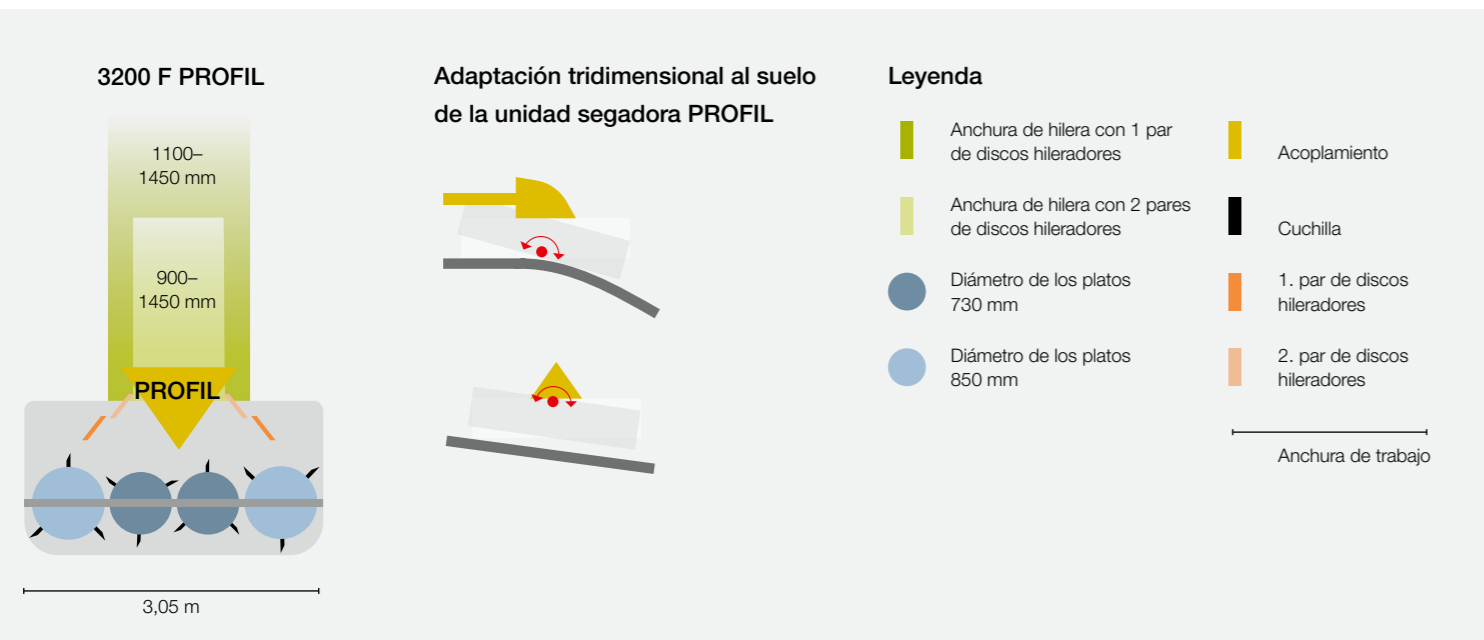 3200 F PROFIL
1100–
1450 mm
900–
1450 mm
PROFIL
3,05 m
Adaptación tridimensional al suelo
de la unidad segadora PROFIL
Leyenda
Anchura de hilera con 1 par
de discos hileradores
Anchura de hilera con 2 pares
de discos hileradores
Diámetro de los platos
730 mm
Diámetro de los platos
850 mm
Acoplamiento
Cuchilla
1. par de discos
hileradores
2. par de discos
hileradores
Anchura de trabajo